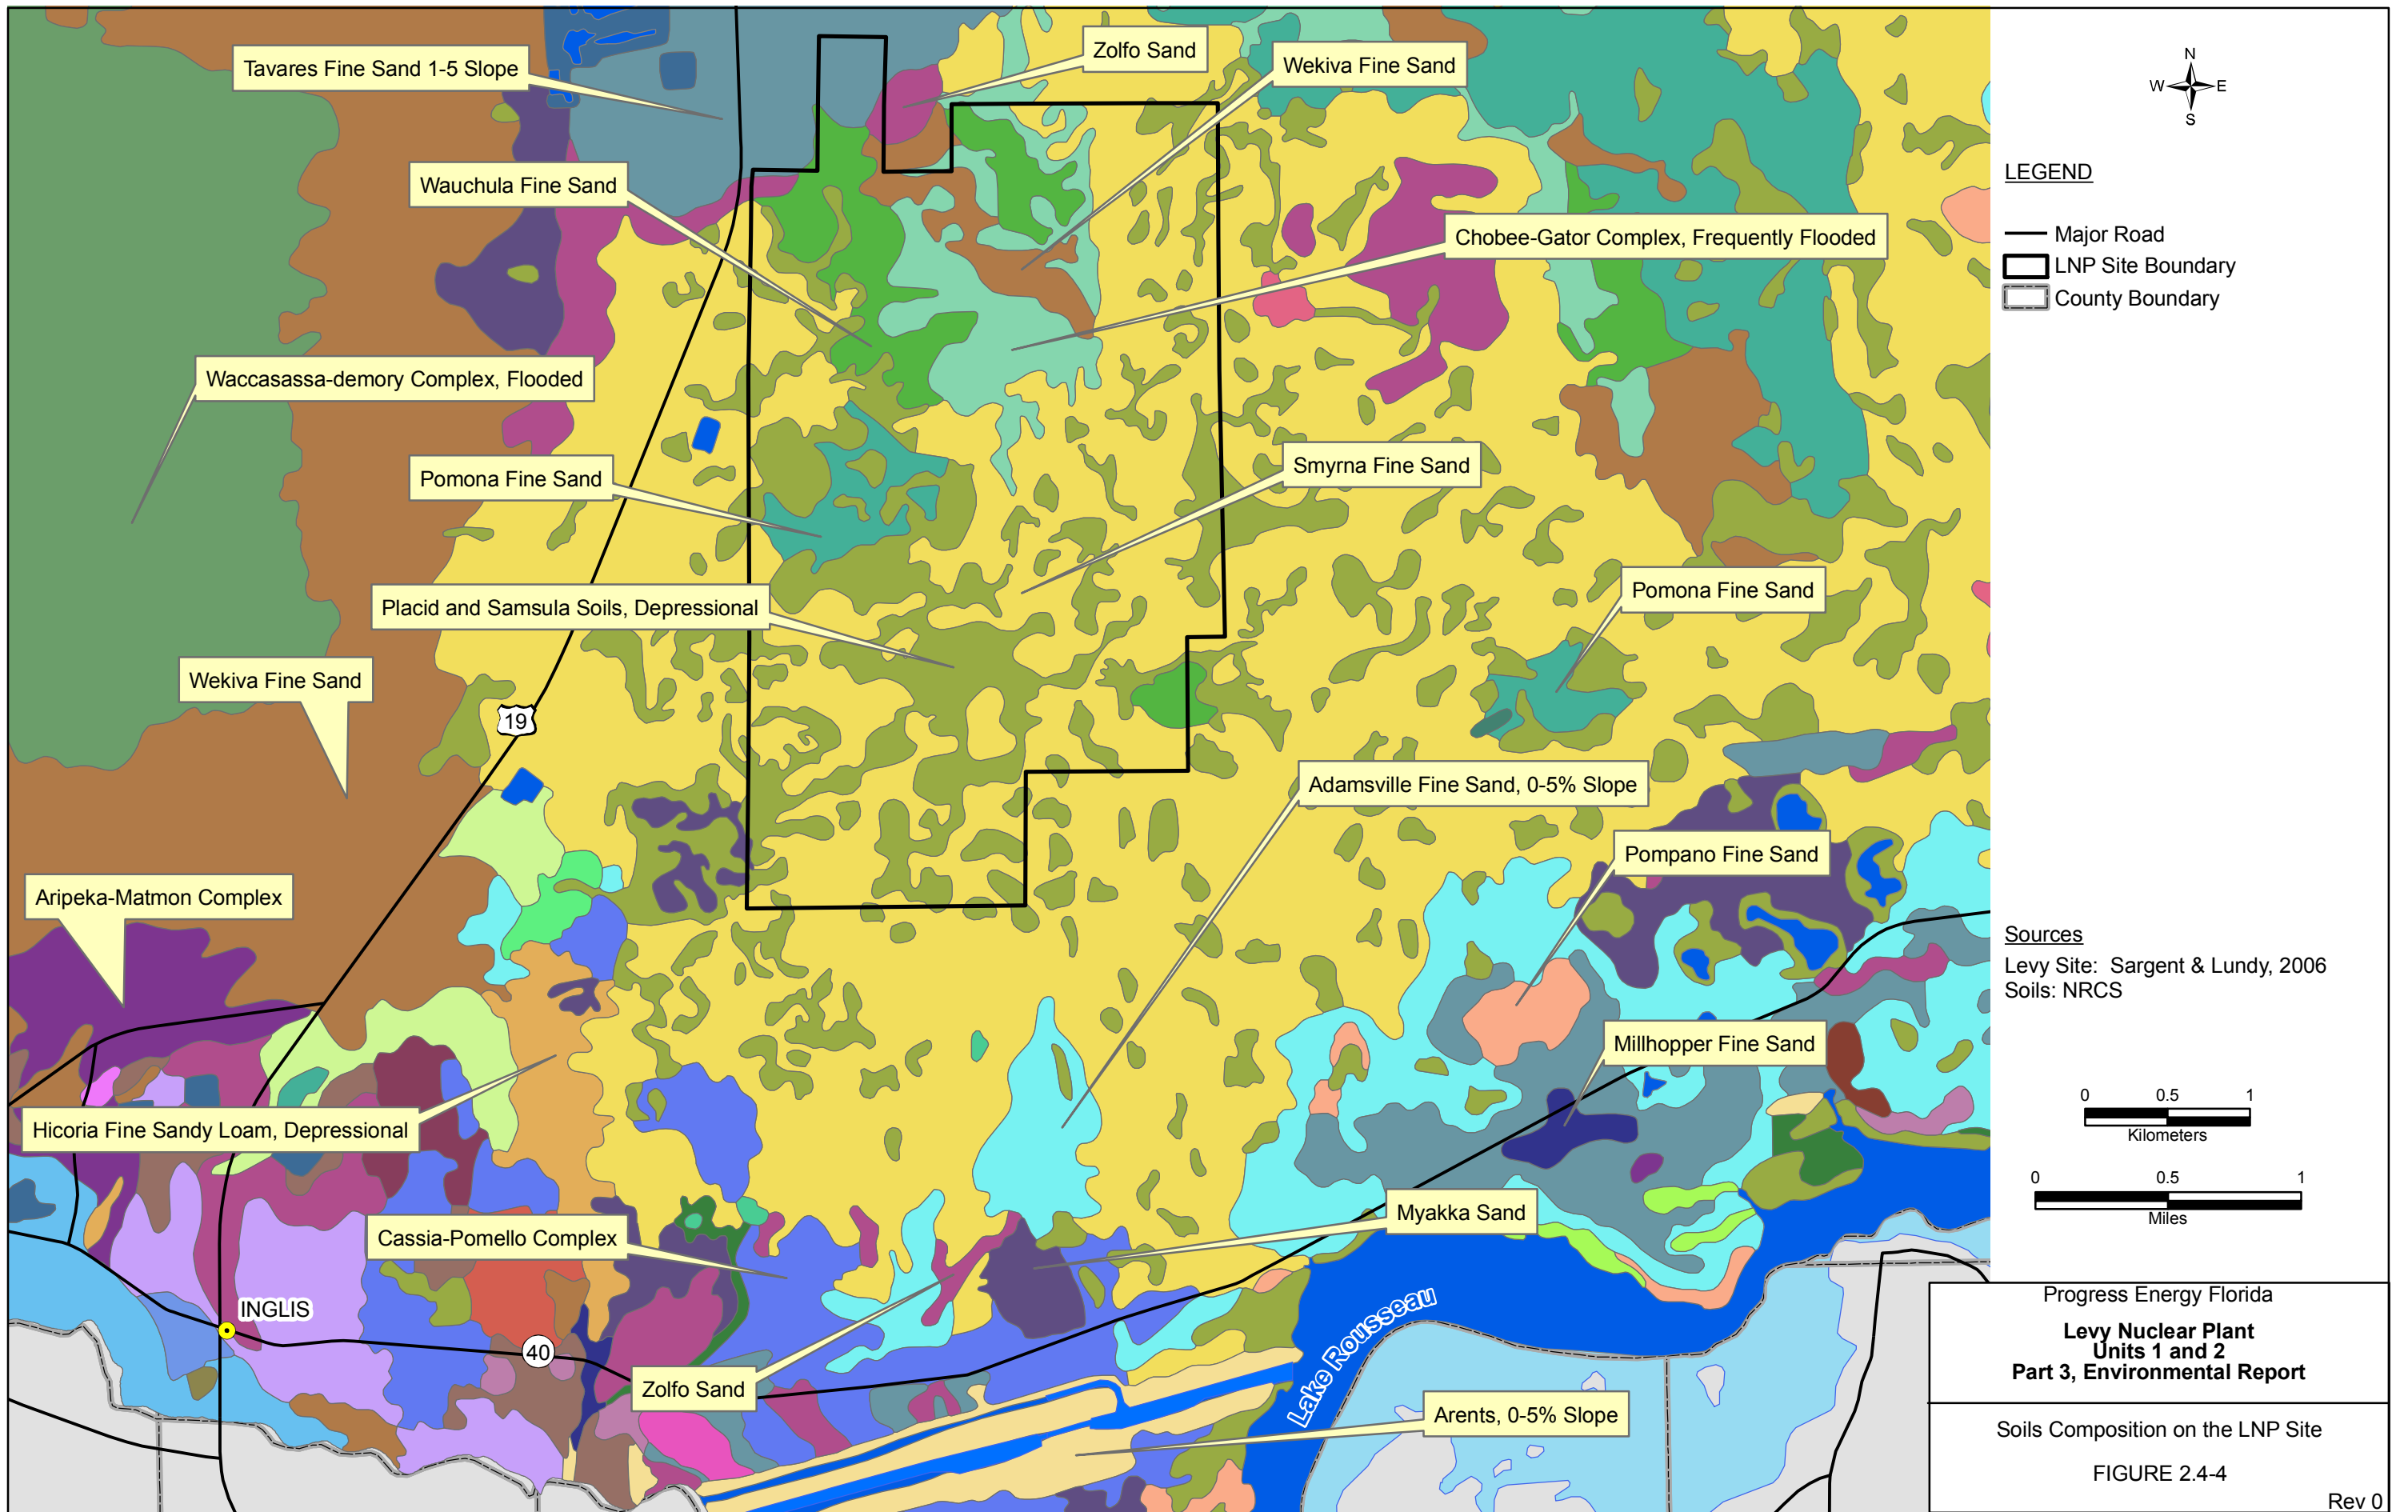 Tavares Fine Sand 1-5 Slope
Zolfo Sand
Wekiva Fine Sand
Wauchula Fine Sand
Chobee-Gator Complex, Frequently Flooded
Waccasassa-demory Complex, Flooded
Pomona Fine Sand
Smyrna Fine Sand
Placid and Samsula Soils, Depressional
Pomona Fine Sand
Wekiva Fine Sand
19
Adamsville Fine Sand, 0-5% Slope
Pompano Fine Sand
Aripeka-Matmon Complex
Millhopper Fine Sand
Hicoria Fine Sandy Loam, Depressional
Myakka Sand
Cassia-Pomello Complex
INGLIS
40
Zolfo Sand
Lake Rousseau
Arents, 0-5% Slope
N
W E
S
LEGEND
Major Road
LNP Site Boundary
County Boundary
Sources
Levy Site: Sargent & Lundy, 2006
Soils: NRCS
0 0.5 1
Kilometers
0 0.5 1
Miles
Progress Energy Florida
Levy Nuclear Plant
Units 1 and 2
Part 3, Environmental Report
Soils Composition on the LNP Site
FIGURE 2.4-4
Rev 0